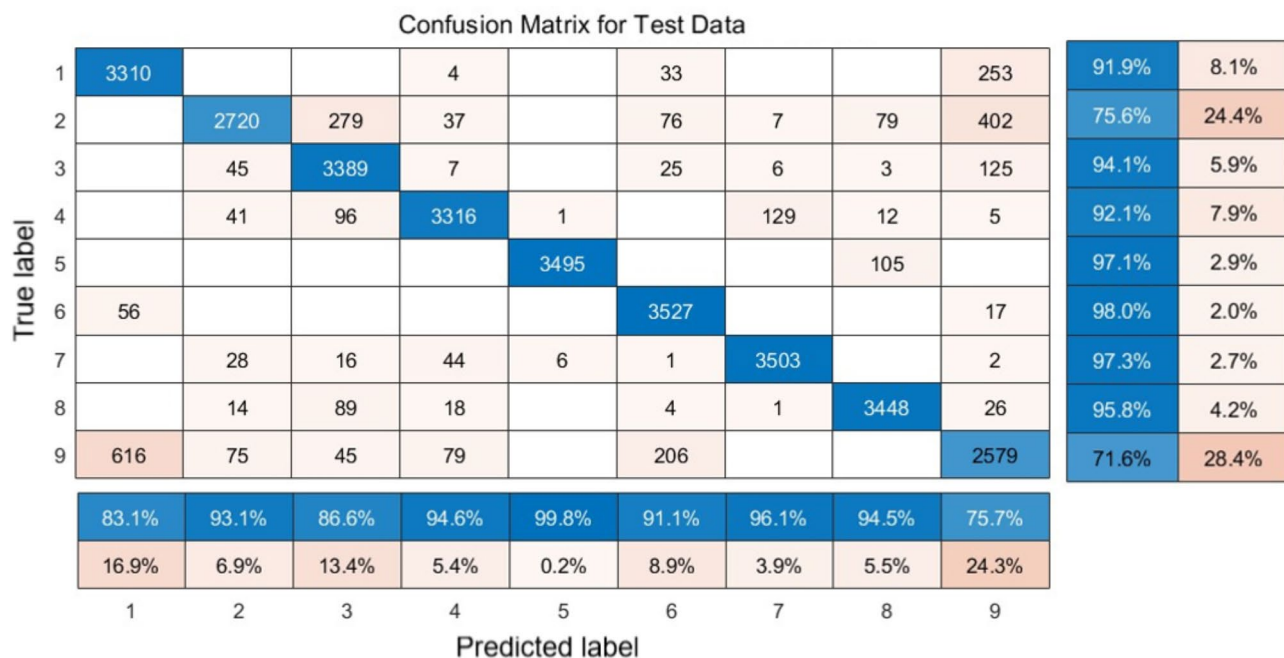 Confusion Matrix for Test Data
1 3310 4 33 253 91.9% 8.1%
2 2720 279 37 76 7 79 402 75.6% 24.4%
3 45 3389 7 25 6 3 125 94.1% 5.9%
4 41 96 3316 1 129 12 5 92.1% 7.9%
5 3495 105 97.1% 2.9%
6 56 3527 17 98.0% 2.0%
7 28 16 44 6 1 3503 2 97.3% 2.7%
8 14 89 18 4 1 3448 26 95.8% 4.2%
9 616 75 45 79 206 2579 71.6% 28.4%
True label
83.1% 93.1% 86.6% 94.6% 99.8% 91.1% 96.1% 94.5% 75.7%
16.9% 6.9% 13.4% 5.4% 0.2% 8.9% 3.9% 5.5% 24.3%
1 2 3 4 5 6 7 8 9
Predicted label